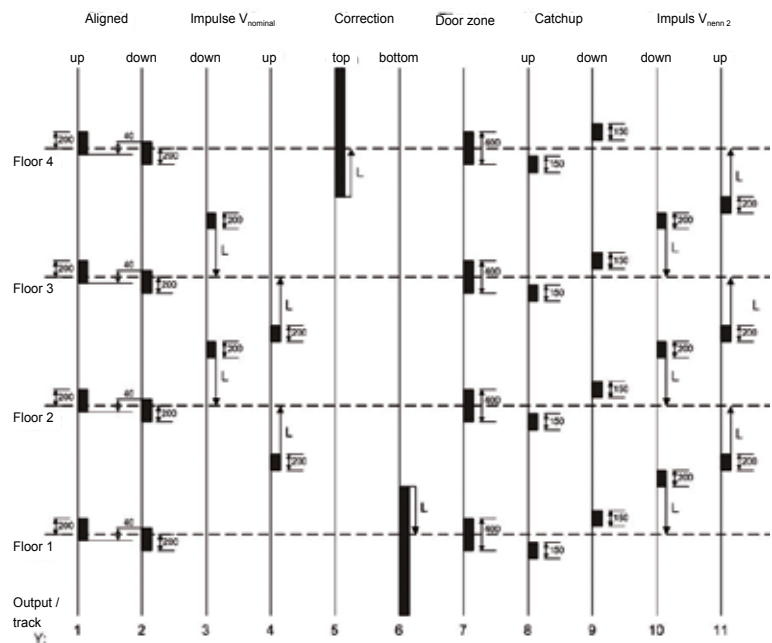 Aligned Impulse Vnominal Correction Door zone Catchup Impuls Vnenn 2
up down down up top bottom up down down up
150
200 40 600
Floor 4 200 150
L L
200 200 200
L L
150
200 40 600
Floor 3 200 150
L L L
200 200
200 200
L L
150
200 40 600
Floor 2 200 150
L L
200 200
200
L L
150
200 40 600
Floor 1 200 150
Output /
track
Y: 1 2 3 4 5 6 7 8 9 10 11